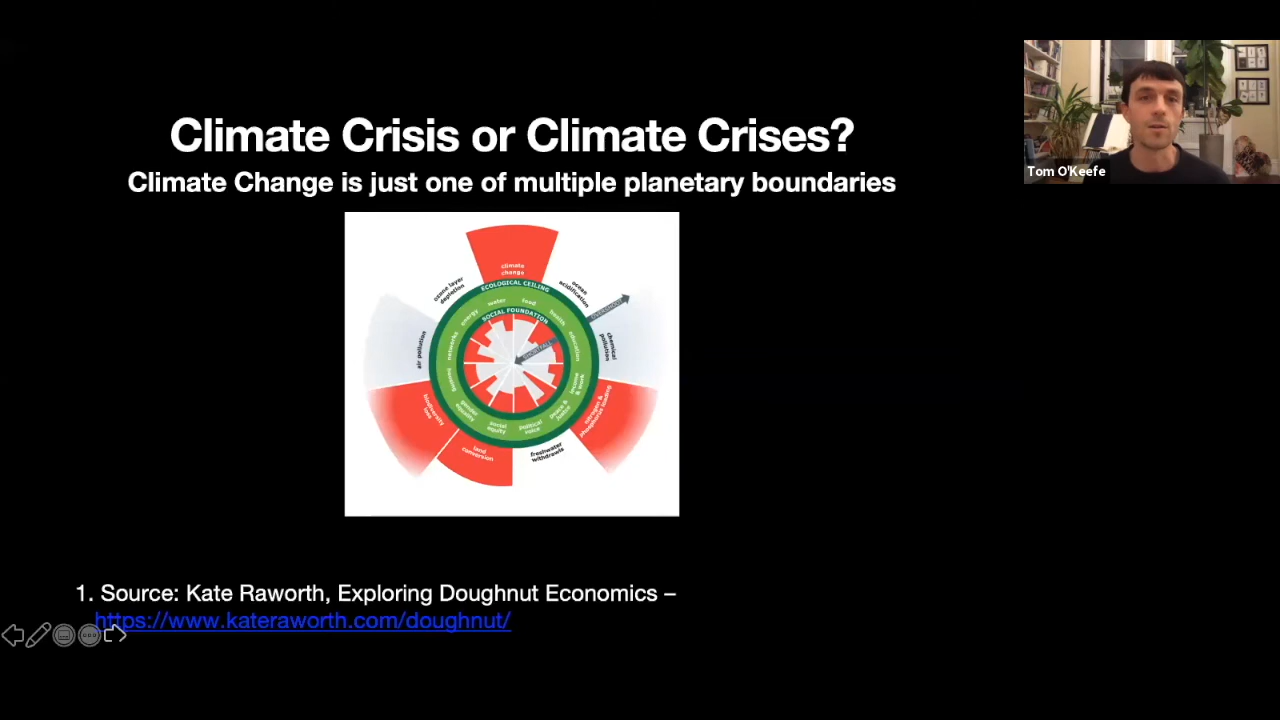 Climate Crisis or Climate Crises?
Climate Change is just one of multiple planetary boundaries
Tom O'Keefe
climate
change
ozone layer
depletion
ocean
acidification
ECOLOGICAL CEILING
OVERSHOOT
water
food
energy
health
SOCIAL FOUNDATION
SHORTFALL
air pollution
networks
education
chemical
pollution
housing
income
& work
biodiversity
loss
gender
equality
peace &
justice
nitrogen &
phosphorus loading
social
equity
political
voice
land
conversion
freshwater
withdrawls
1. Source: Kate Raworth, Exploring Doughnut Economics –
https://www.kateraworth.com/doughnut/